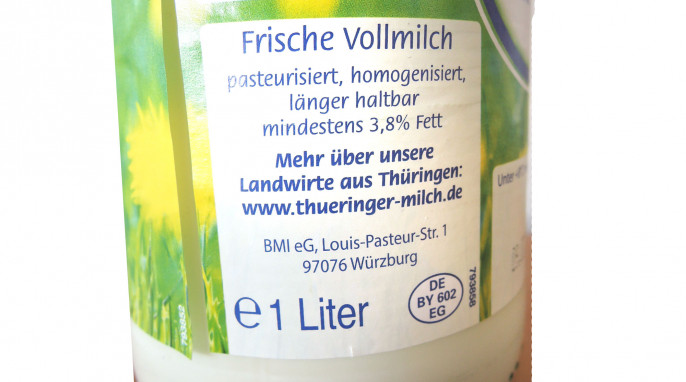 Frische Vollmilch
pasteurisiert, homogenisiert,
länger haltbar
mindestens 3,8% Fett
Mehr über unsere
Landwirte aus Thüringen:
www.thueringer-milch.de
BMI eG, Louis-Pasteur-Str. 1
97076 Würzburg
℮ 1 Liter
DE
BY 602
EG
793858
793852